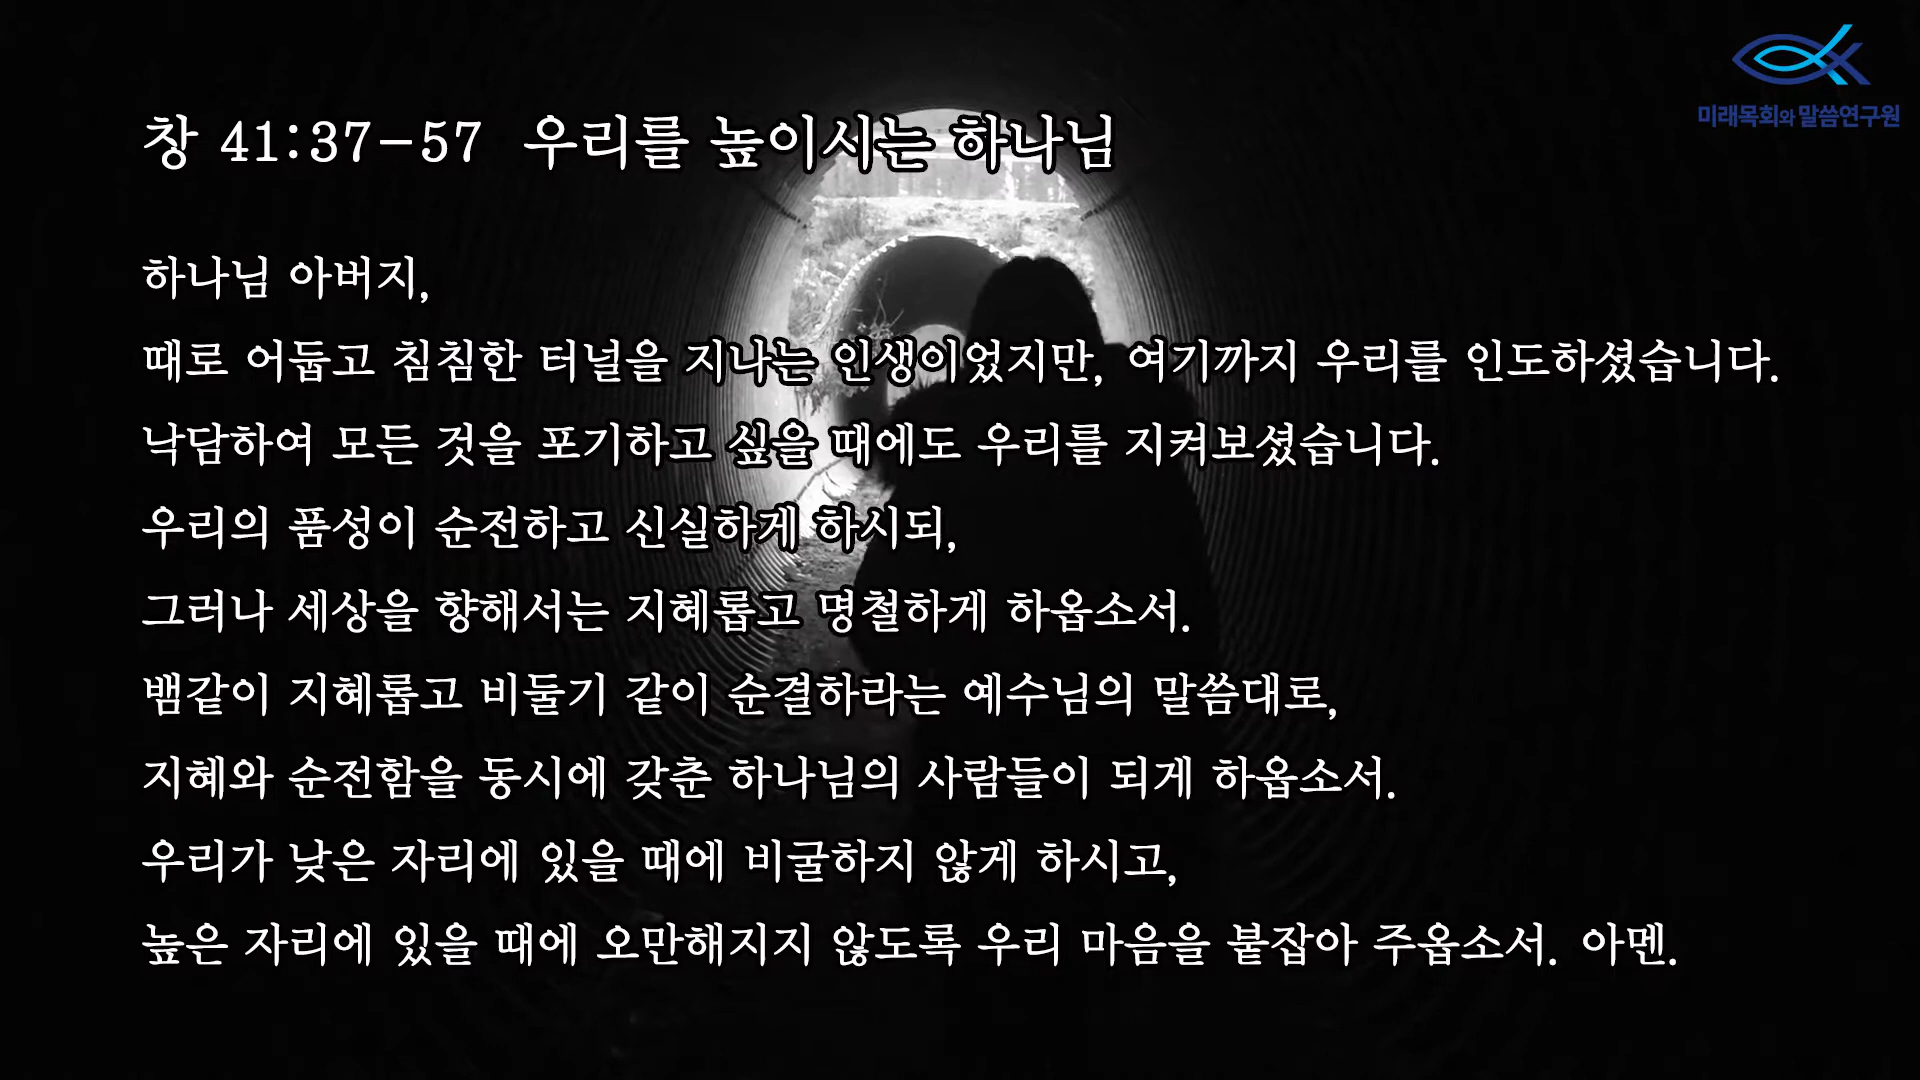 미래목회와 말씀연구원
창 41:37-57 우리를 높이시는 하나님
하나님 아버지,
때로 어둡고 침침한 터널을 지나는 인생이었지만, 여기까지 우리를 인도하셨습니다.
낙담하여 모든 것을 포기하고 싶을 때에도 우리를 지켜보셨습니다.
우리의 품성이 순전하고 신실하게 하시되,
그러나 세상을 향해서는 지혜롭고 명철하게 하옵소서.
뱀같이 지혜롭고 비둘기 같이 순결하라는 예수님의 말씀대로,
지혜와 순전함을 동시에 갖춘 하나님의 사람들이 되게 하옵소서.
우리가 낮은 자리에 있을 때에 비굴하지 않게 하시고,
높은 자리에 있을 때에 오만해지지 않도록 우리 마음을 붙잡아 주옵소서. 아멘.